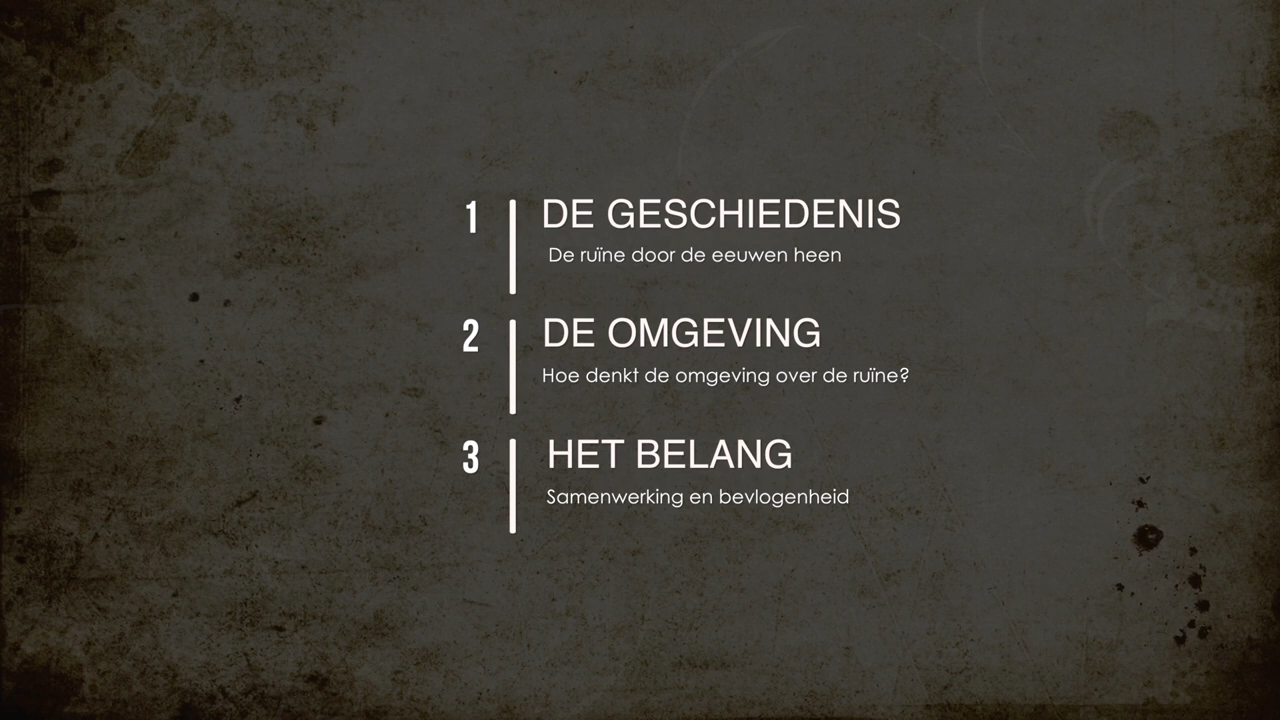 1 DE GESCHIEDENIS
De ruïne door de eeuwen heen
2 DE OMGEVING
Hoe denkt de omgeving over de ruïne?
3 HET BELANG
Samenwerking en bevlogenheid